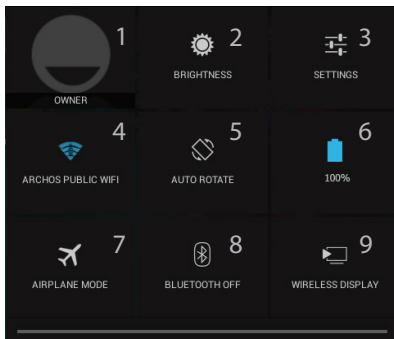 1
2
3
BRIGHTNESS
SETTINGS
OWNER
4
5
6
ARCHOS PUBLIC WIFI
AUTO ROTATE
100%
7
8
9
AIRPLANE MODE
BLUETOOTH OFF
WIRELESS DISPLAY